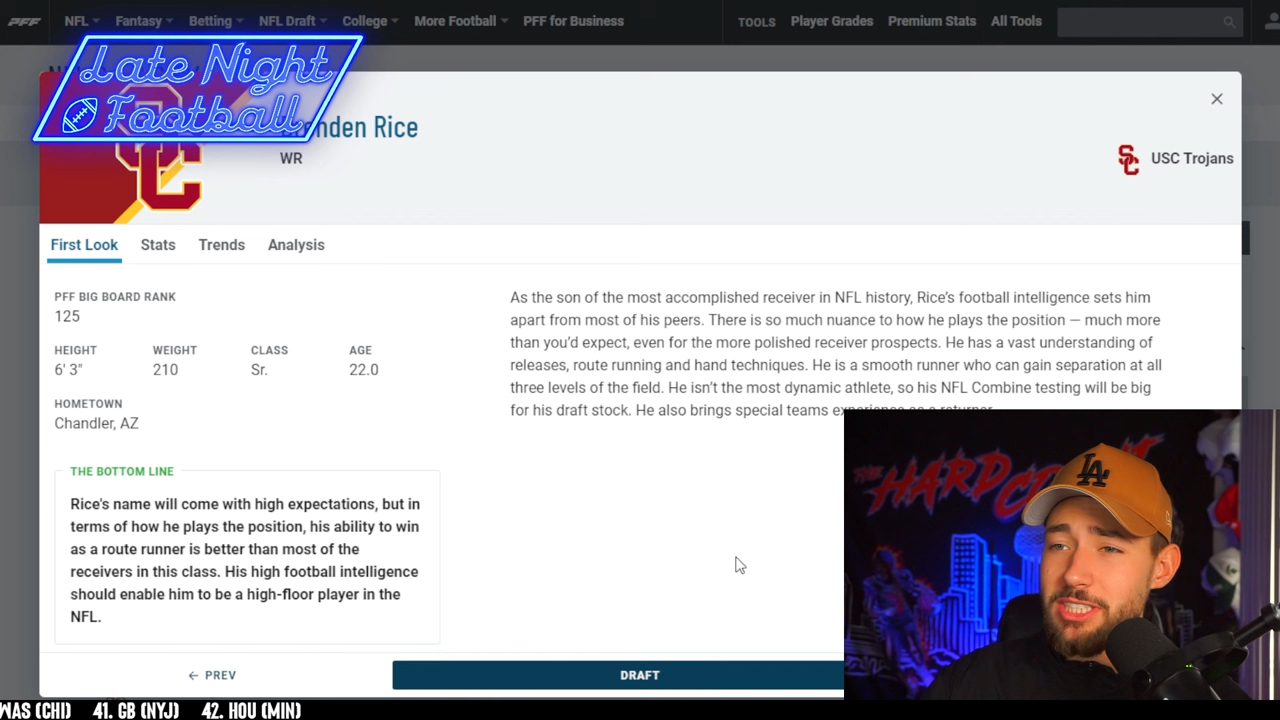 PFF NFL Fantasy Betting NFL Draft College More Football PFF for Business TOOLS Player Grades Premium Stats All Tools
Late Night
Football
nden Rice
WR
USC Trojans
First Look Stats Trends Analysis
PFF BIG BOARD RANK
125
HEIGHT WEIGHT CLASS AGE
6' 3" 210 Sr. 22.0
HOMETOWN
Chandler, AZ
THE BOTTOM LINE
Rice's name will come with high expectations, but in
terms of how he plays the position, his ability to win
as a route runner is better than most of the
receivers in this class. His high football intelligence
should enable him to be a high-floor player in the
NFL.
As the son of the most accomplished receiver in NFL history, Rice's football intelligence sets him
apart from most of his peers. There is so much nuance to how he plays the position — much more
than you'd expect, even for the more polished receiver prospects. He has a vast understanding of
releases, route running and hand techniques. He is a smooth runner who can gain separation at all
three levels of the field. He isn't the most dynamic athlete, so his NFL Combine testing will be big
for his draft stock. He also brings special teams experience as a returner.
THE HARD CO
LA
← PREV
DRAFT
WAS (CHI) 41. GB (NYJ) 42. HOU (MIN)